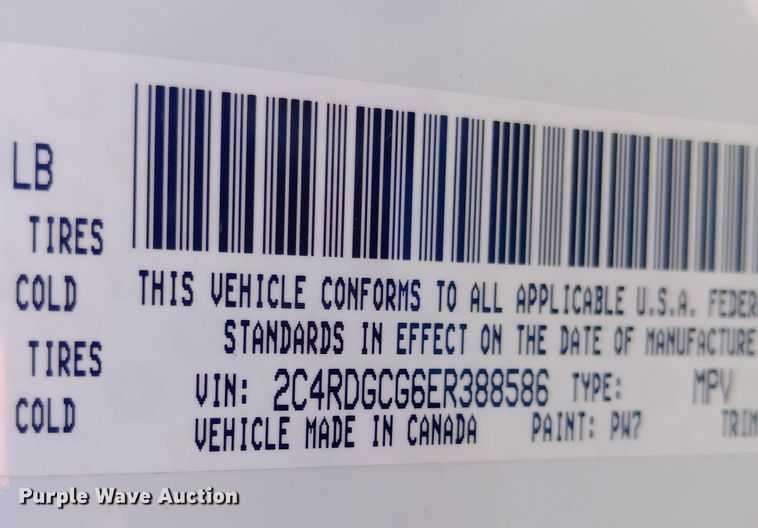 LB
TIRES
COLD
TIRES
COLD
THIS VEHICLE CONFORMS TO ALL APPLICABLE U.S.A. FEDER
STANDARDS IN EFFECT ON THE DATE OF MANUFACTURE
VIN: 2C4RDGCG6ER388586 TYPE: MPV
VEHICLE MADE IN CANADA PAINT: PW7 TRIM
Purple Wave Auction